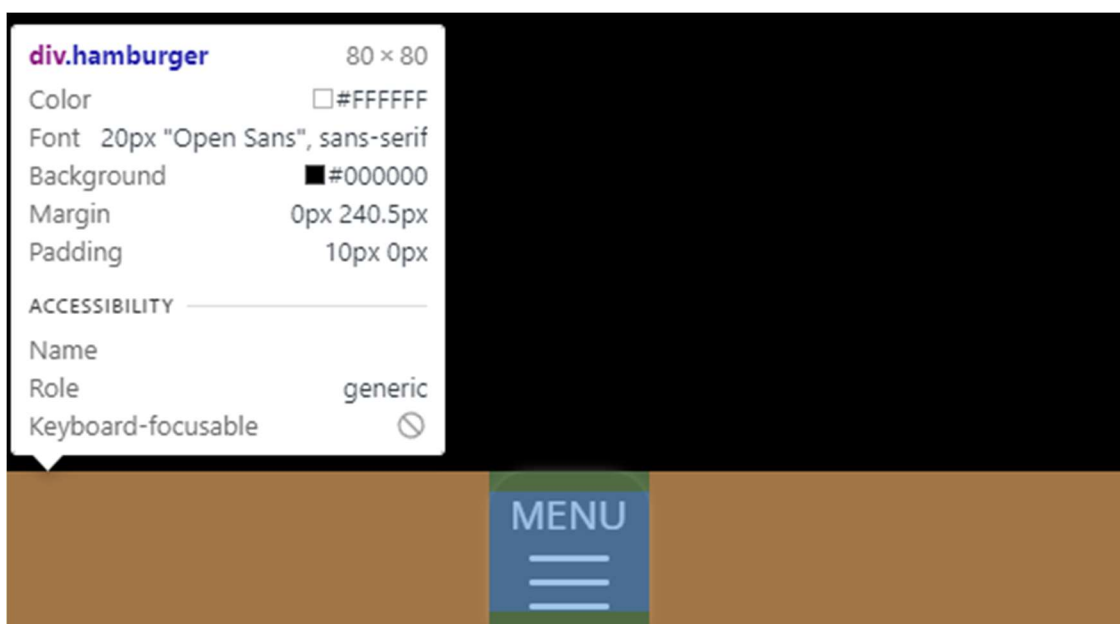 div.hamburger 80 × 80
Color #FFFFFF
Font 20px "Open Sans", sans-serif
Background #000000
Margin 0px 240.5px
Padding 10px 0px
ACCESSIBILITY
Name
Role generic
Keyboard-focusable
MENU